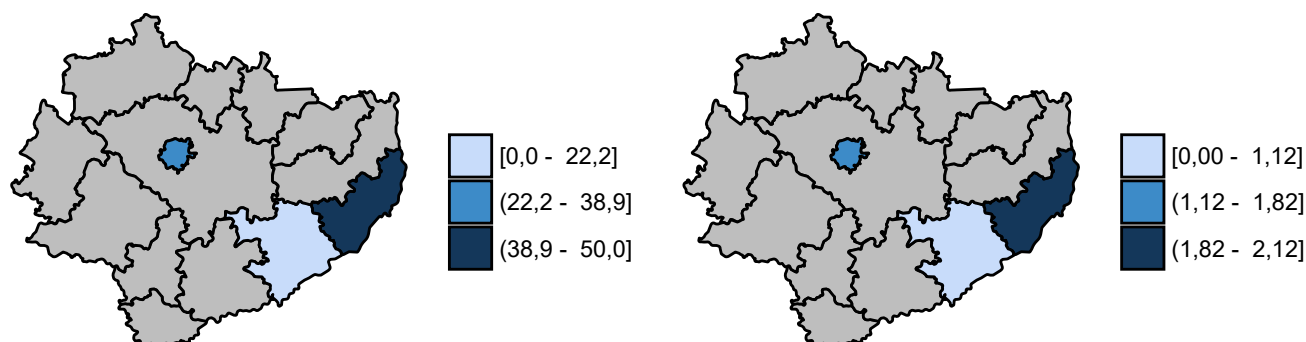 [0,0 - 22,2]
(22,2 - 38,9]
(38,9 - 50,0]
[0,00 - 1,12]
(1,12 - 1,82]
(1,82 - 2,12]